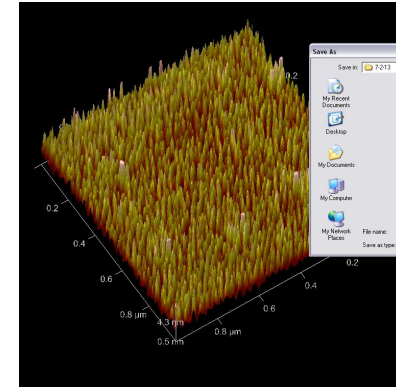 Save As
Save in: 7-2-13
My Recent
Documents
Desktop
My Documents
My Computer
My Network
Places
File name:
Save as type
0.2
0.2
0.4
0.6
0.8 µm
4.3 nm
0.5 nm
0.8 µm
0.6
0.4
0.2